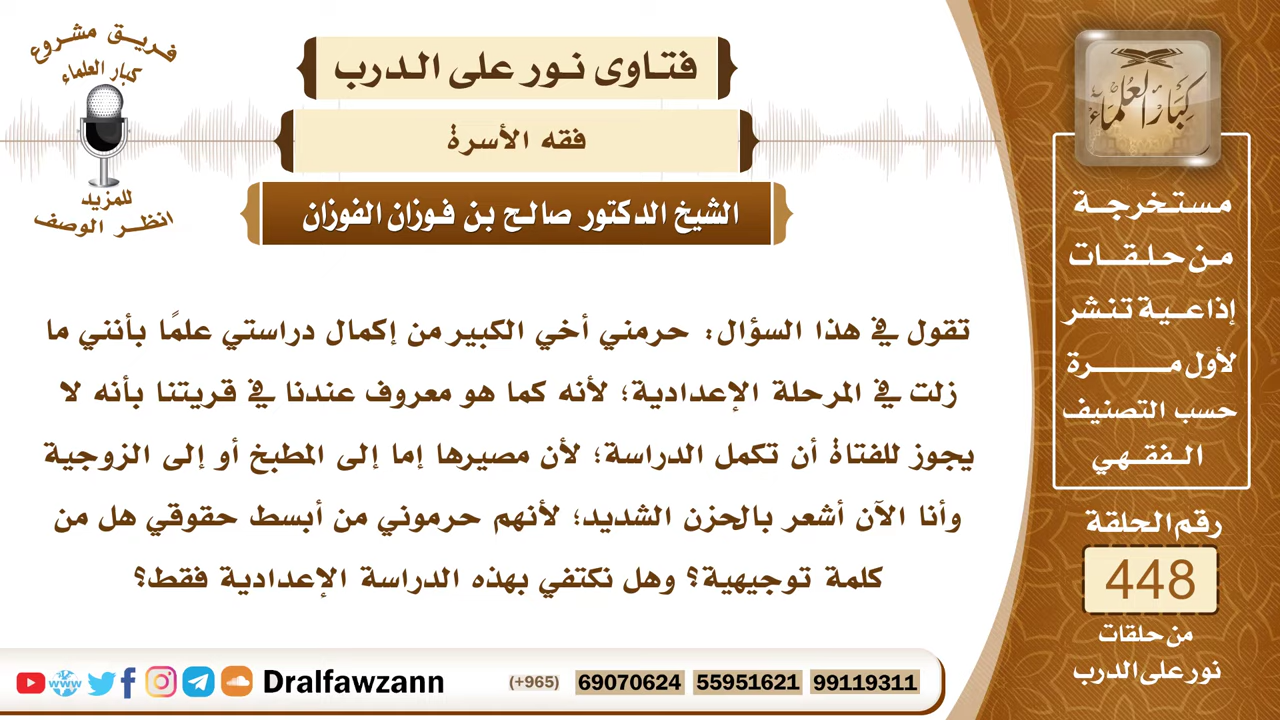 فريق مشروع
كبار العلماء
للمزيد
انظر الوصف
فتاوى نور على الدرب
فقه الأسرة
الشيخ الدكتور صالح بن فوزان الفوزان
تقول في هذا السؤال: حرمني أخي الكبير من إكمال دراستي علمًا بأنني ما
زلت في المرحلة الإعدادية؛ لأنه كما هو معروف عندنا في قريتنا بأنه لا
يجوز للفتاة أن تكمل الدراسة؛ لأن مصيرها إما إلى المطبخ أو إلى الزوجية
وأنا الآن أشعر بالحزن الشديد؛ لأنهم حرموني من أبسط حقوقي هل من
كلمة توجيهية؟ وهل نكتفي بهذه الدراسة الإعدادية فقط؟
كبار العلماء
مستخرجة
من حلقات
إذاعية تنشر
لأول مرة
حسب التصنيف
الفقهي
رقم الحلقة
448
من حلقات
نور على الدرب
www
Dralfawzann
(+965) 69070624 55951621 99119311